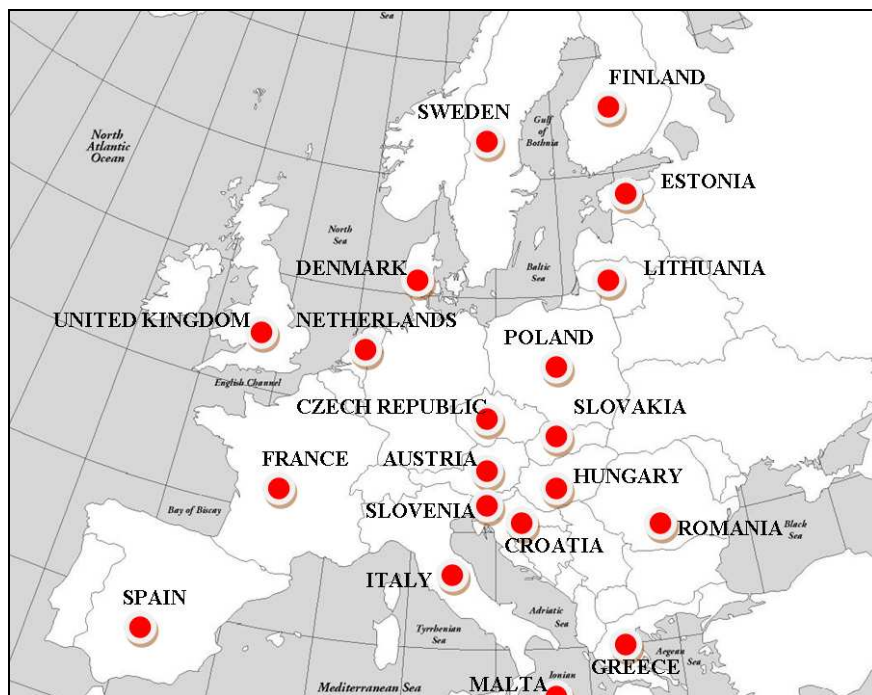 Sea
FINLAND
SWEDEN
Gulf
of
Bothnia
North
Atlantic
Ocean
ESTONIA
North
Sea
DENMARK
Baltic
Sea
LITHUANIA
UNITED KINGDOM
NETHERLANDS
POLAND
English Channel
CZECH REPUBLIC
SLOVAKIA
FRANCE
AUSTRIA
HUNGARY
Bay of Biscay
SLOVENIA
CROATIA
ROMANIA
Black
Sea
ITALY
SPAIN
Adriatic
Sea
Tyrrhenian
Sea
GREECE
Aegean
Sea
MALTA
Ionian
Mediterranean Sea